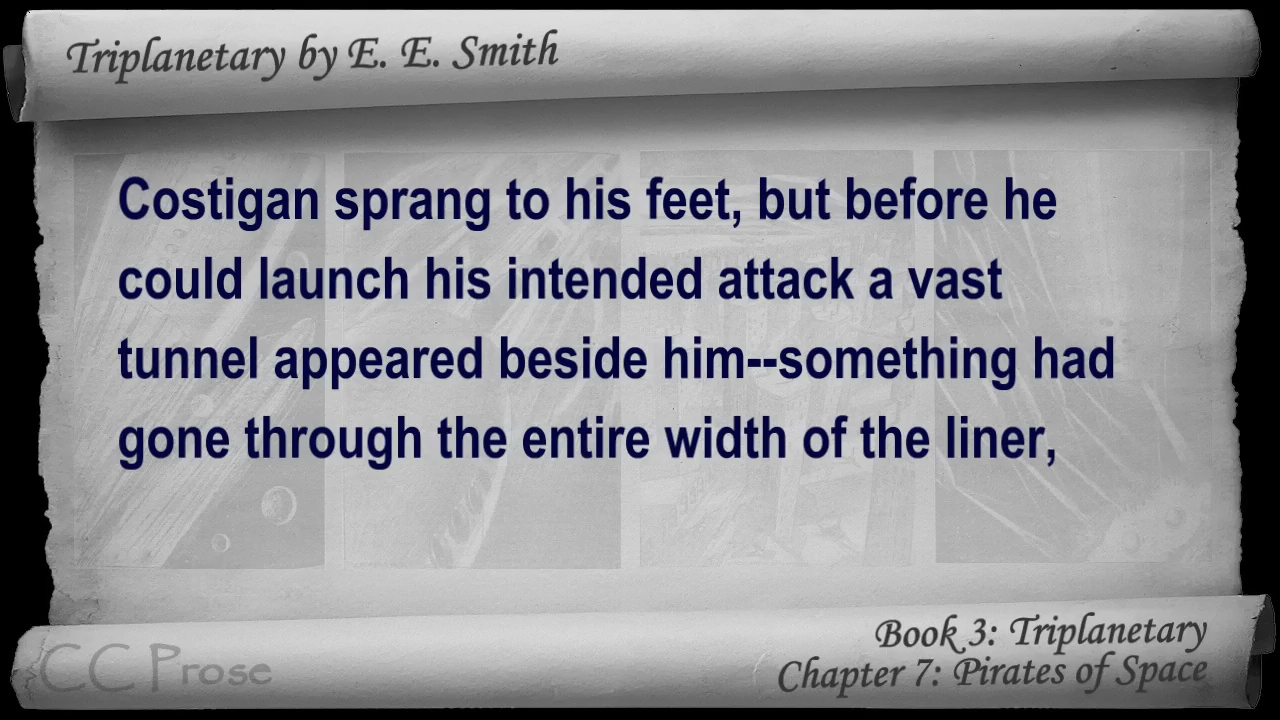 Triplanetary by E. E. Smith
Costigan sprang to his feet, but before he
could launch his intended attack a vast
tunnel appeared beside him--something had
gone through the entire width of the liner,
Book 3: Triplanetary
CC Prose
Chapter 7: Pirates of Space